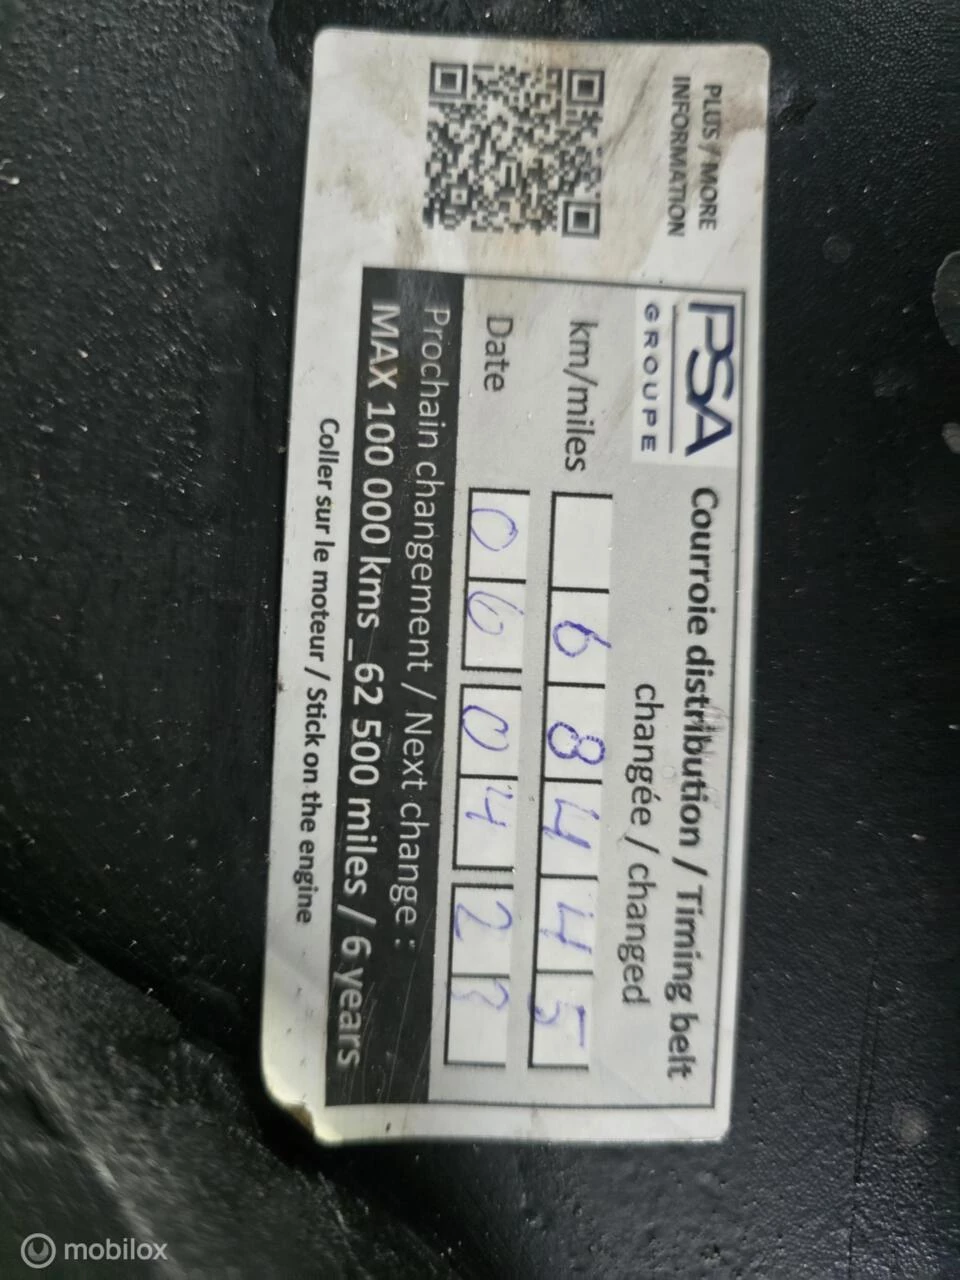 PLUS / MORE
INFORMATION
PSA
GROUPE
Courroie distribution / Timing belt
changée / changed
km/miles 68445
Date 06 04 2
Prochain changement / Next change :
MAX 100 000 kms _62 500 miles / 6 years
Coller sur le moteur / Stick on the engine
mobilox